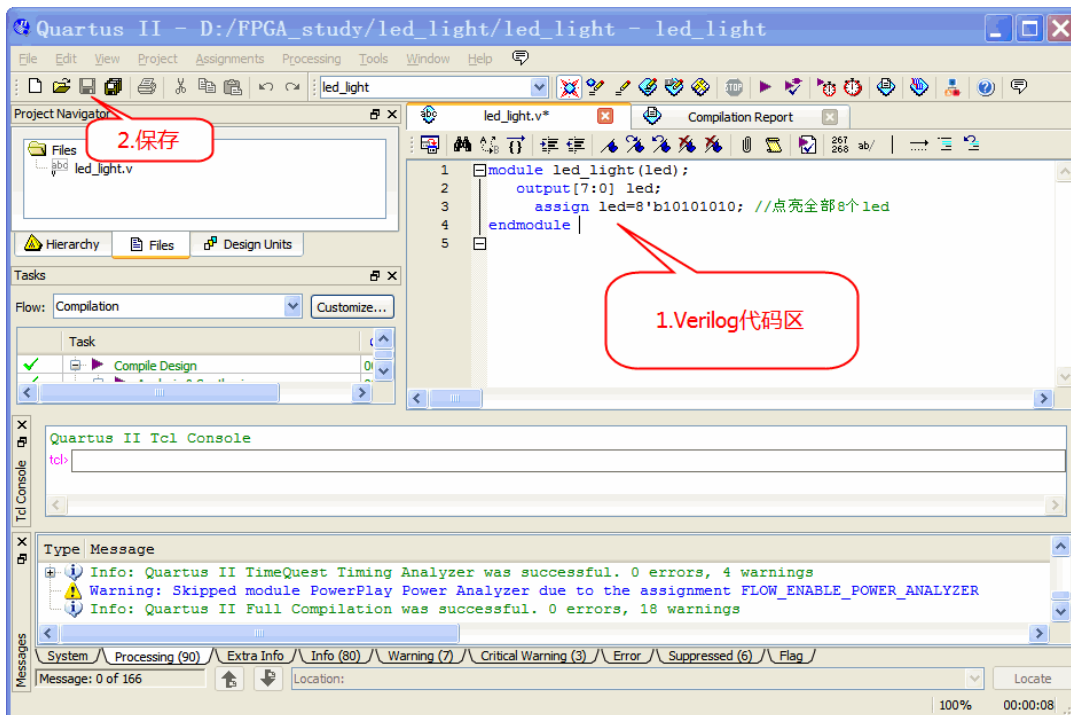 Quartus II - D:/FPGA_study/led_light/led_light - led_light
File Edit View Project Assignments Processing Tools Window Help
led_light
Project Navigator
2.保存
Files
led_light.v
Hierarchy Files Design Units
led_light.v* Compilation Report
267
268 ab/
1 module led_light(led);
2 output[7:0] led;
3 assign led=8'b10101010; //点亮全部8个led
4 endmodule
5
1.Verilog代码区
Tasks
Flow: Compilation Customize...
Task
Compile Design
Quartus II Tcl Console
tcl>
Tcl Console
Type Message
Info: Quartus II TimeQuest Timing Analyzer was successful. 0 errors, 4 warnings
Warning: Skipped module PowerPlay Power Analyzer due to the assignment FLOW_ENABLE_POWER_ANALYZER
Info: Quartus II Full Compilation was successful. 0 errors, 18 warnings
System Processing (90) Extra Info Info (80) Warning (7) Critical Warning (3) Error Suppressed (6) Flag
Messages
Message: 0 of 166 Location: Locate
100% 00:00:08